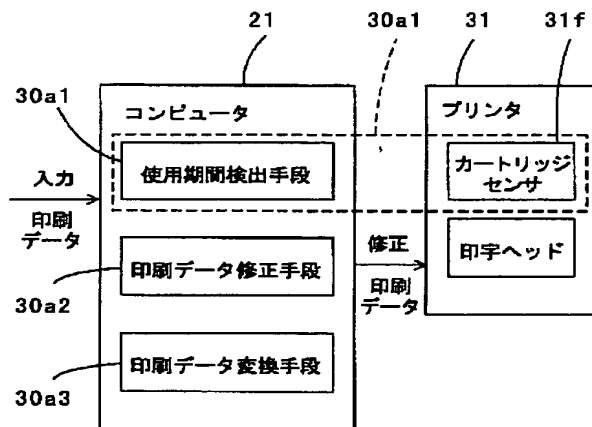 21
30a1
31
31f
30a1
コンピュータ
プリンタ
使用期間検出手段
カートリッジ
センサ
入力
印刷
データ
印刷データ修正手段
修正
印刷
データ
印字ヘッド
30a2
印刷データ変換手段
30a3